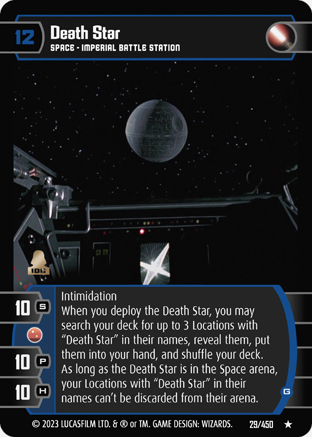 12 Death Star
SPACE - IMPERIAL BATTLE STATION
10 S
10 P
10 H
Intimidation
When you deploy the Death Star, you may
search your deck for up to 3 Locations with
“Death Star” in their names, reveal them, put
them into your hand, and shuffle your deck.
As long as the Death Star is in the Space arena,
your Locations with “Death Star” in their
names can’t be discarded from their arena.
G
© 2023 LUCASFILM LTD. & ® or TM. GAME DESIGN: WIZARDS. 29/450